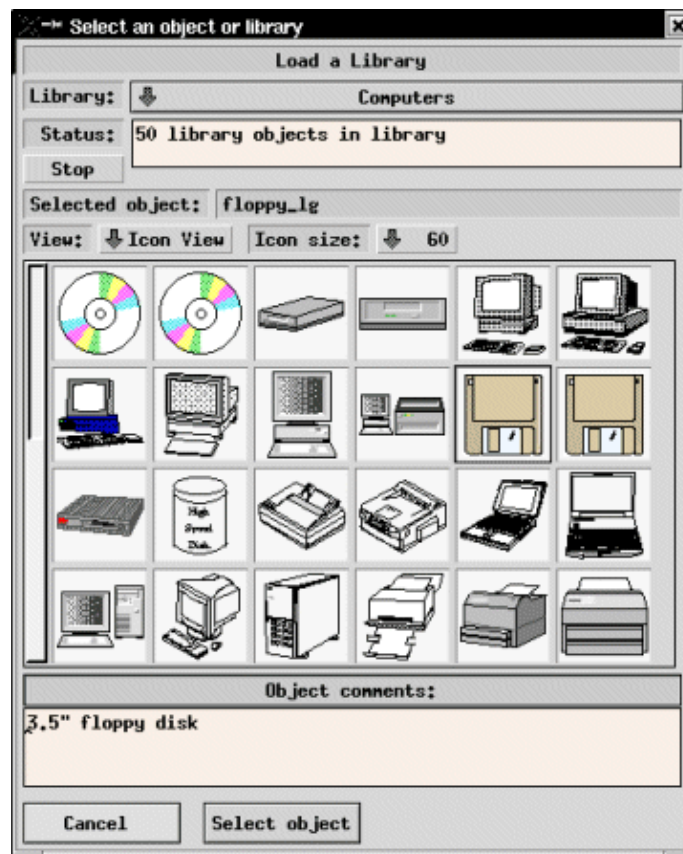 Select an object or library
Load a Library
Library: Computers
Status: 50 library objects in library
Stop
Selected object: floppy_lg
View: Icon View Icon size: 60
High
Speed
Disk
Object comments:
3.5" floppy disk
Cancel Select object